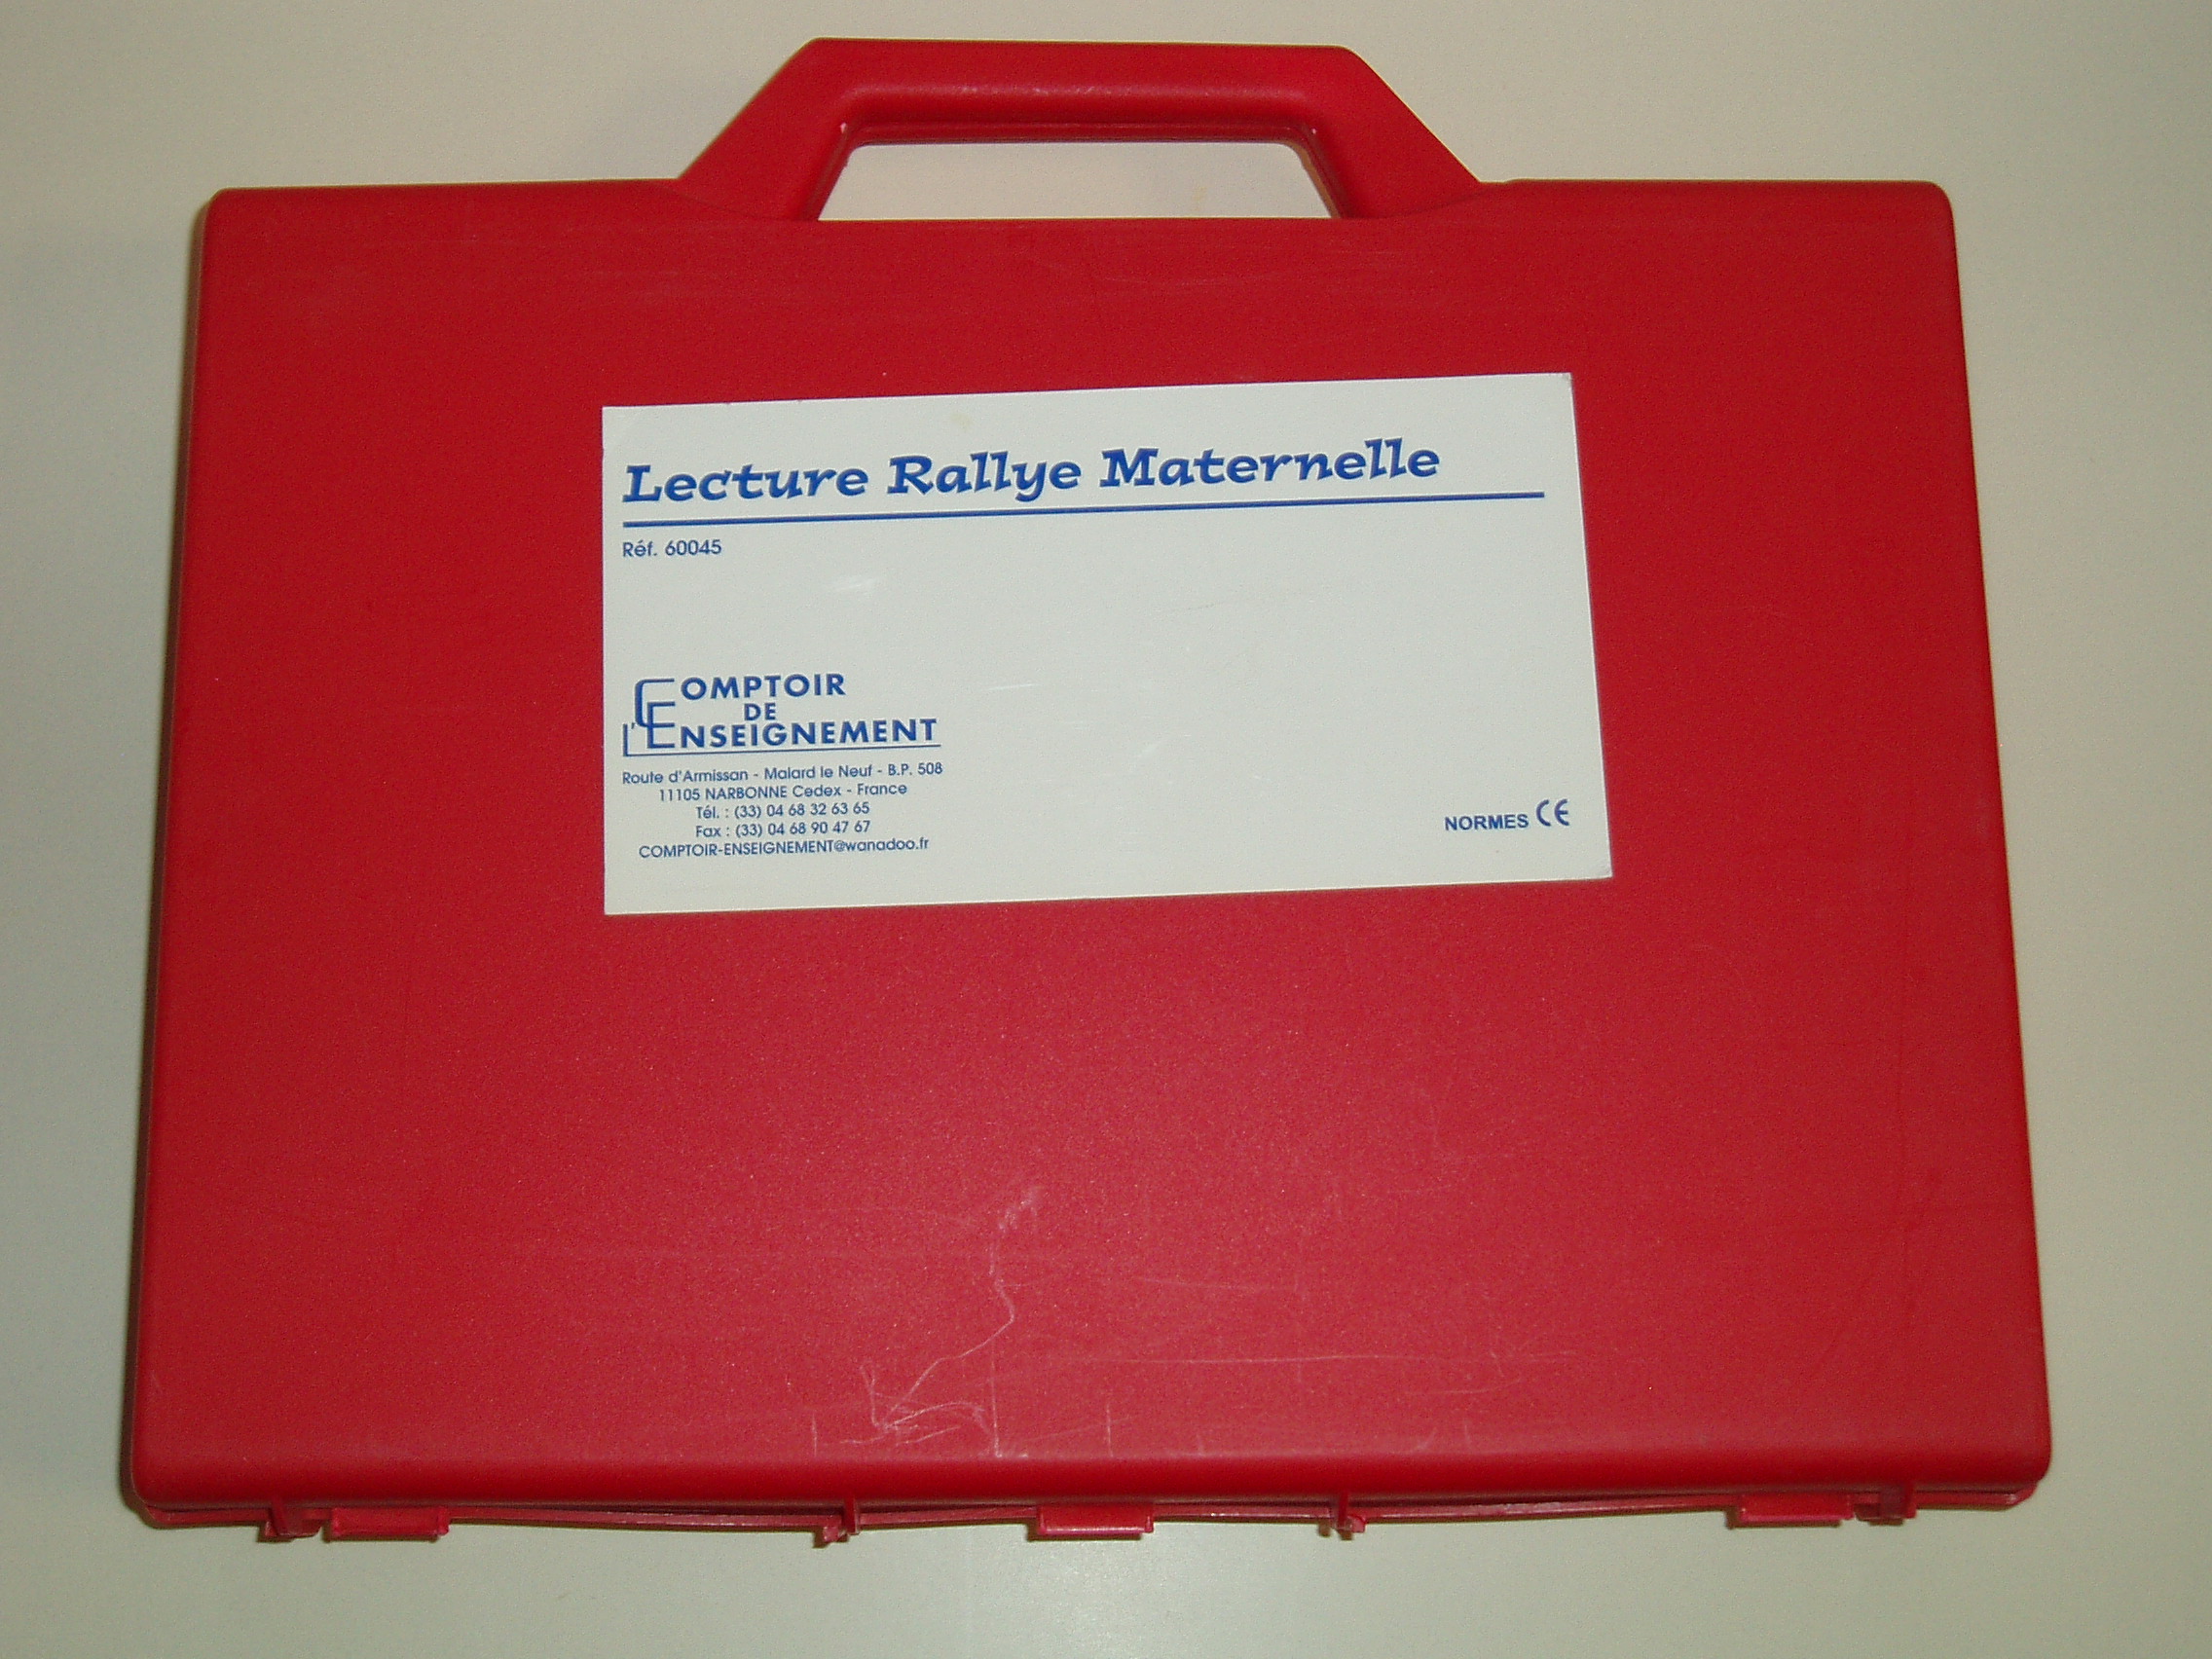 Lecture Rallye Maternelle
Réf. 60045
COMPTOIR
DE
L'ENSEIGNEMENT
Route d'Armissan - Malard le Neuf - B.P. 508
11105 NARBONNE Cedex - France
Tél. : (33) 04 68 32 63 65
Fax : (33) 04 68 90 47 67
COMPTOIR-ENSEIGNEMENT@wanadoo.fr
NORMES CE